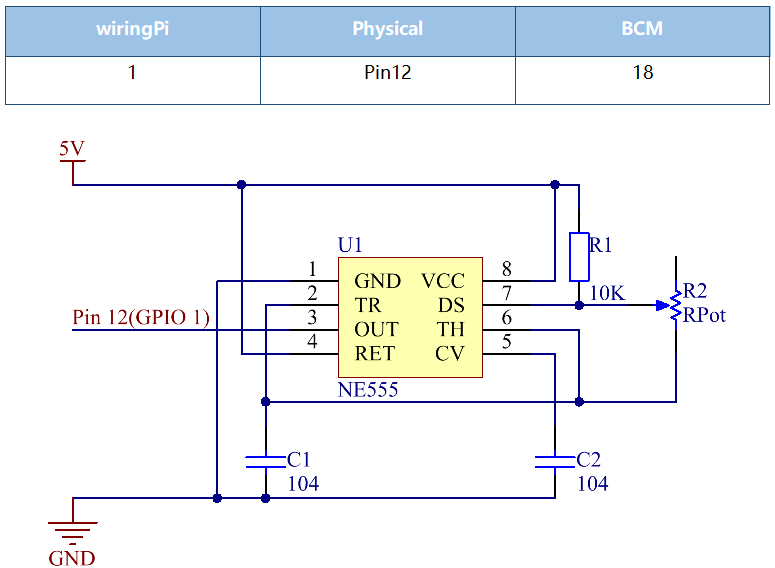 wiringPi Physical BCM
1 Pin12 18
5V
U1
R1
1 GND VCC 8
2 TR DS 7
10K
R2
3 OUT TH 6
Pin 12(GPIO 1)
RPot
4 RET CV 5
NE555
C1
C2
104
104
GND